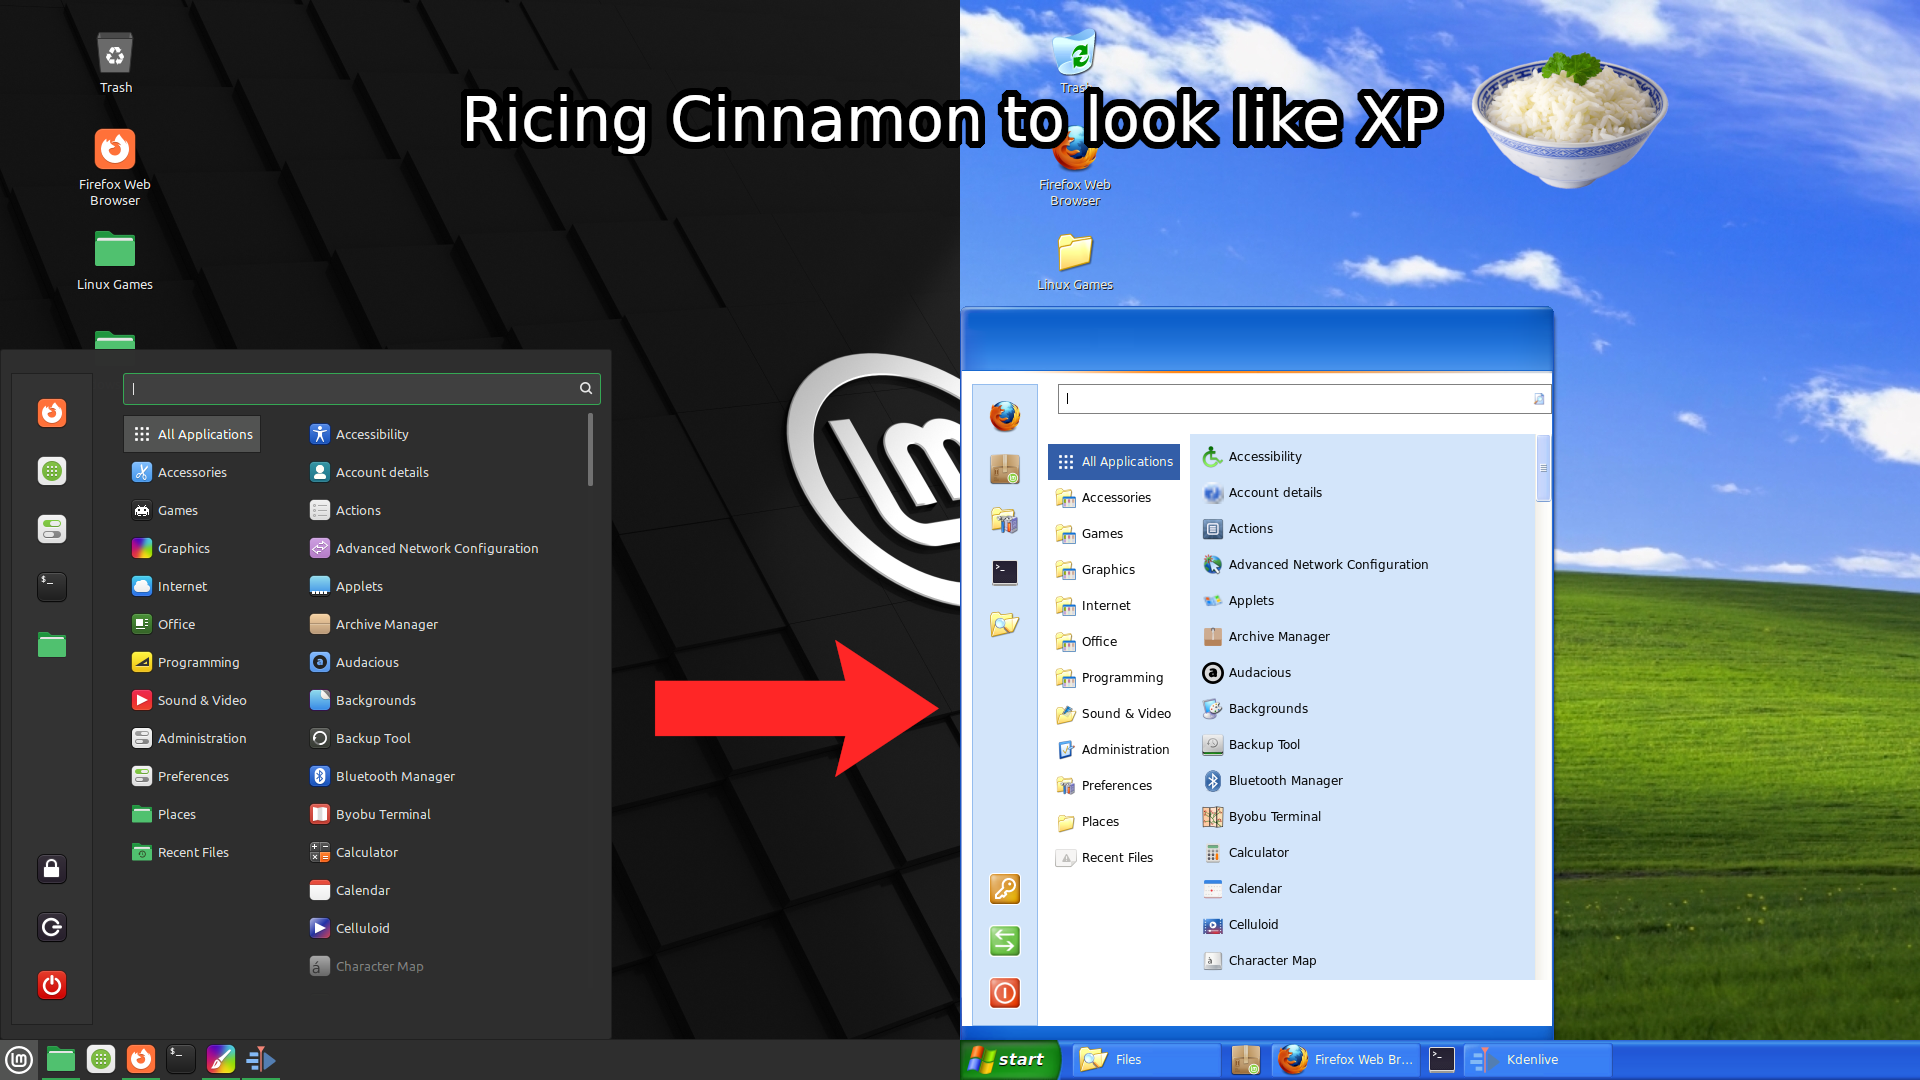 Ricing Cinnamon to look like XP
Trash
Firefox Web
Browser
Linux Games
All Applications
Accessories
Games
Graphics
Internet
Office
Programming
Sound & Video
Administration
Preferences
Places
Recent Files
Accessibility
Account details
Actions
Advanced Network Configuration
Applets
Archive Manager
Audacious
Backgrounds
Backup Tool
Bluetooth Manager
Byobu Terminal
Calculator
Calendar
Celluloid
Character Map
Trash
Firefox Web
Browser
Linux Games
All Applications
Accessories
Games
Graphics
Internet
Office
Programming
Sound & Video
Administration
Preferences
Places
Recent Files
Accessibility
Account details
Actions
Advanced Network Configuration
Applets
Archive Manager
Audacious
Backgrounds
Backup Tool
Bluetooth Manager
Byobu Terminal
Calculator
Calendar
Celluloid
Character Map
start
Files
Firefox Web Br...
Kdenlive